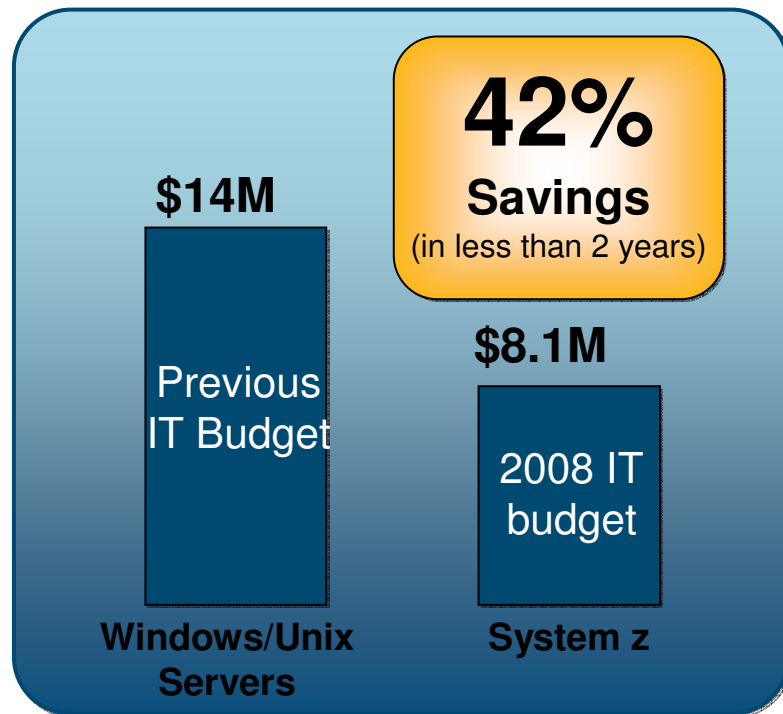 42%
Savings
(in less than 2 years)
$14M
$8.1M
Previous
IT Budget
2008 IT
budget
Windows/Unix
Servers
System z